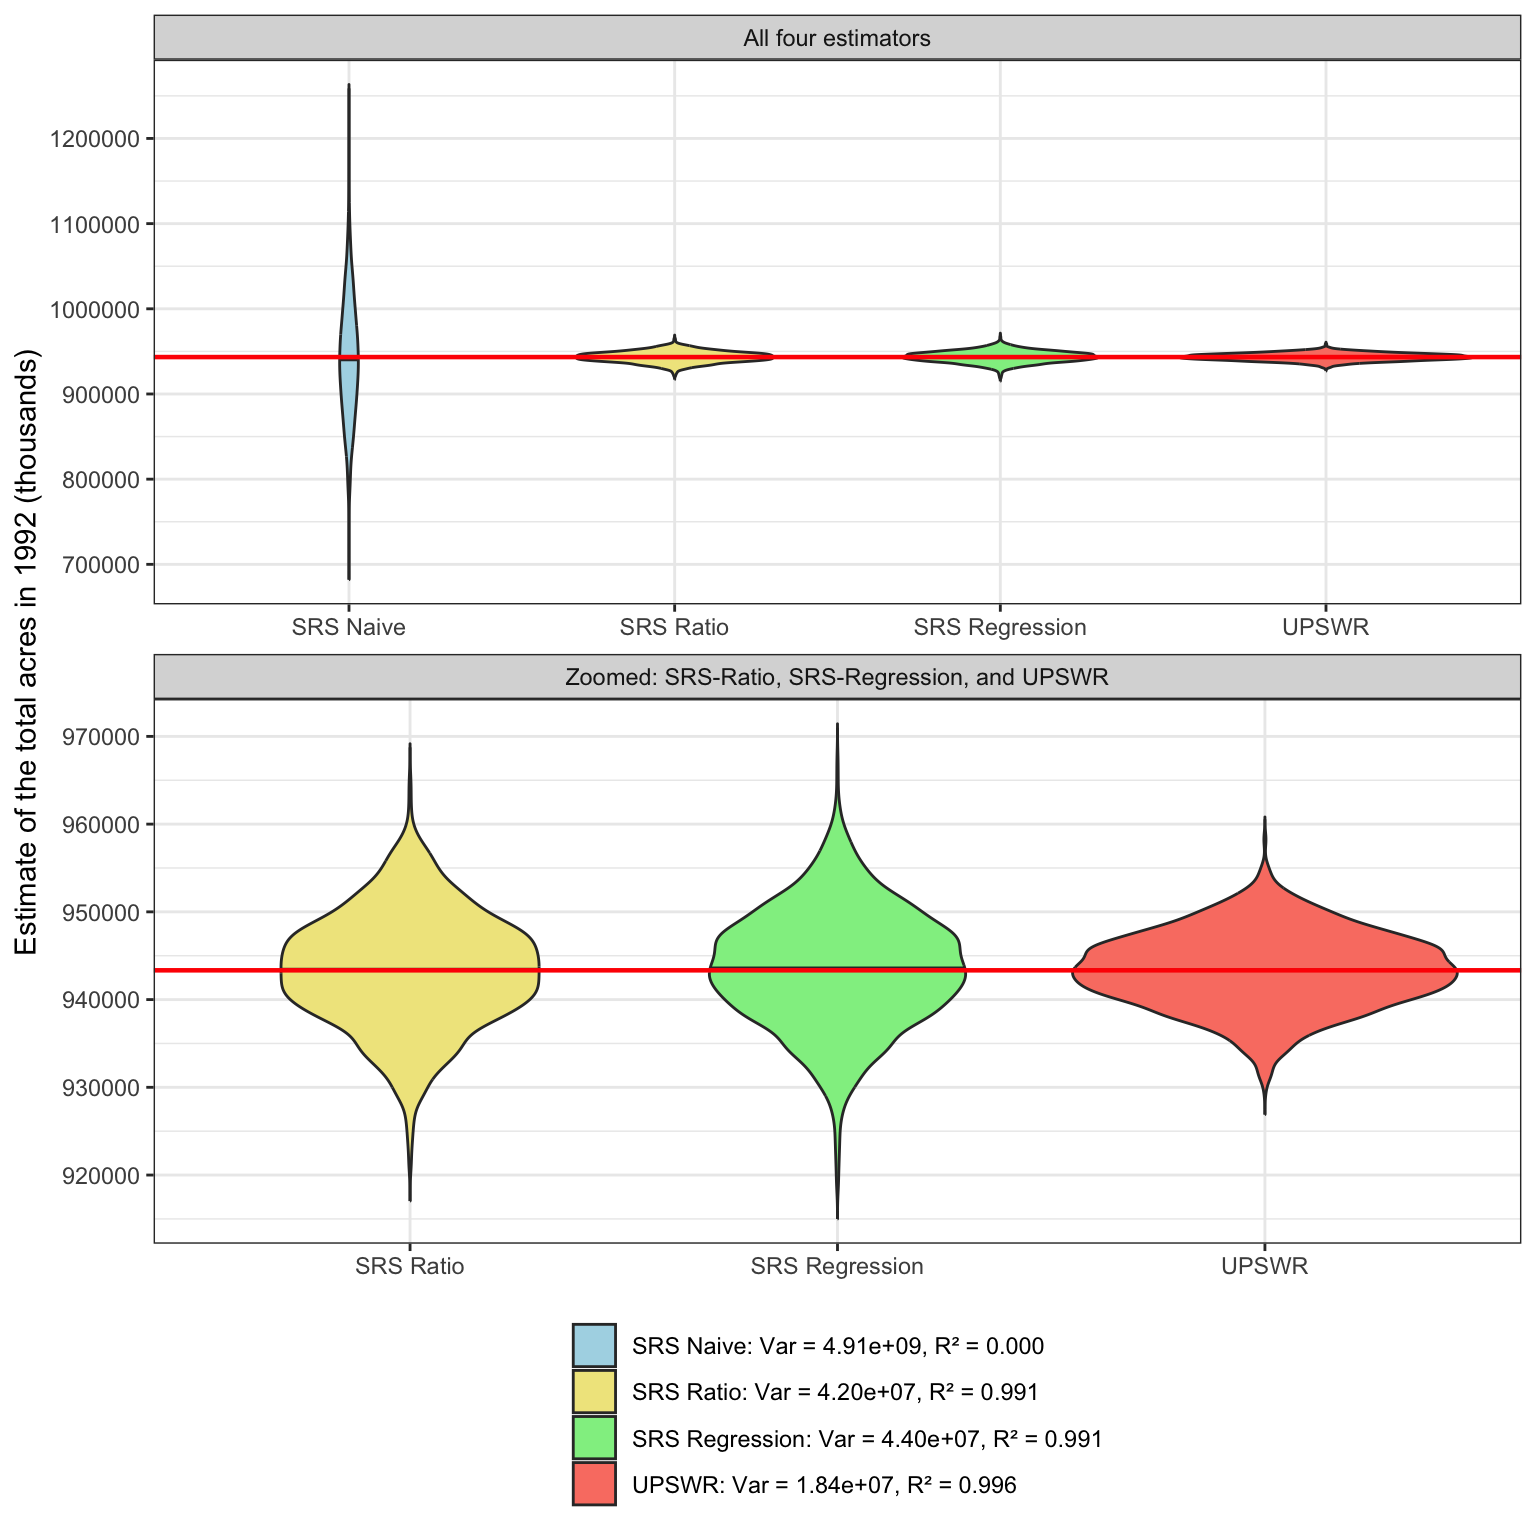 All four estimators
Estimate of the total acres in 1992 (thousands)
1200000
1100000
1000000
900000
800000
700000
SRS Naive
SRS Ratio
SRS Regression
UPSWR
Zoomed: SRS-Ratio, SRS-Regression, and UPSWR
970000
960000
950000
940000
930000
920000
SRS Ratio
SRS Regression
UPSWR
SRS Naive: Var = 4.91e+09, R² = 0.000
SRS Ratio: Var = 4.20e+07, R² = 0.991
SRS Regression: Var = 4.40e+07, R² = 0.991
UPSWR: Var = 1.84e+07, R² = 0.996